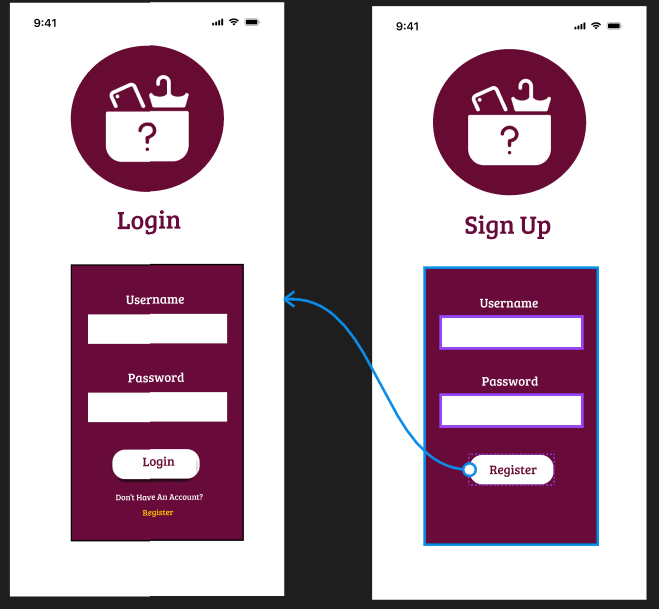 9:41
?
Login
Username
Password
Login
Don't Have An Account?
Register
9:41
?
Sign Up
Username
Password
Register